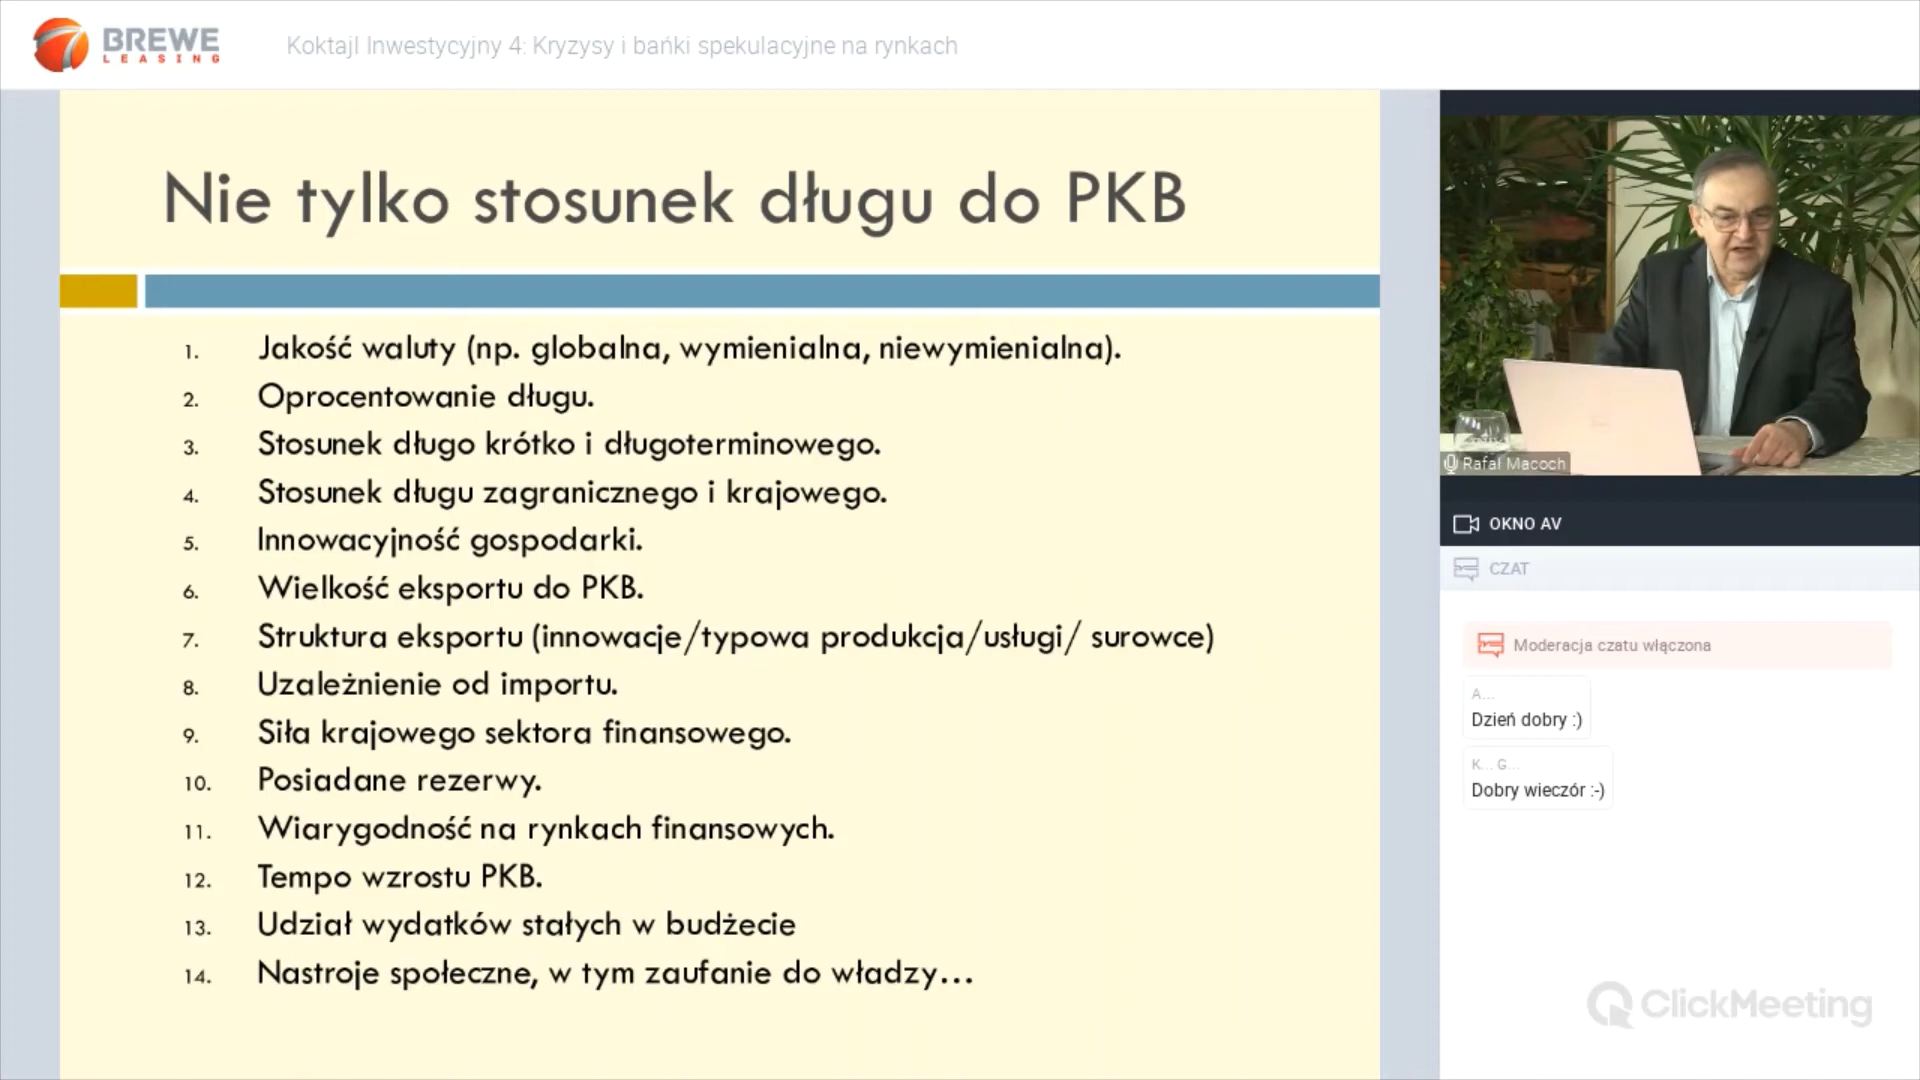 BREWE
LEASING
Koktajl Inwestycyjny 4: Kryzysy i bańki spekulacyjne na rynkach
Nie tylko stosunek długu do PKB
1. Jakość waluty (np. globalna, wymienialna, niewymienialna).
2. Oprocentowanie długu.
3. Stosunek długo krótko i długoterminowego.
4. Stosunek długu zagranicznego i krajowego.
5. Innowacyjność gospodarki.
6. Wielkość eksportu do PKB.
7. Struktura eksportu (innowacje/typowa produkcja/usługi/ surowce)
8. Uzależnienie od importu.
9. Siła krajowego sektora finansowego.
10. Posiadane rezerwy.
11. Wiarygodność na rynkach finansowych.
12. Tempo wzrostu PKB.
13. Udział wydatków stałych w budżecie
14. Nastroje społeczne, w tym zaufanie do władzy...
Rafał Macoch
OKNO AV
CZAT
Moderacja czatu włączona
A...
Dzień dobry :)
K... G...
Dobry wieczór :-)
ClickMeeting